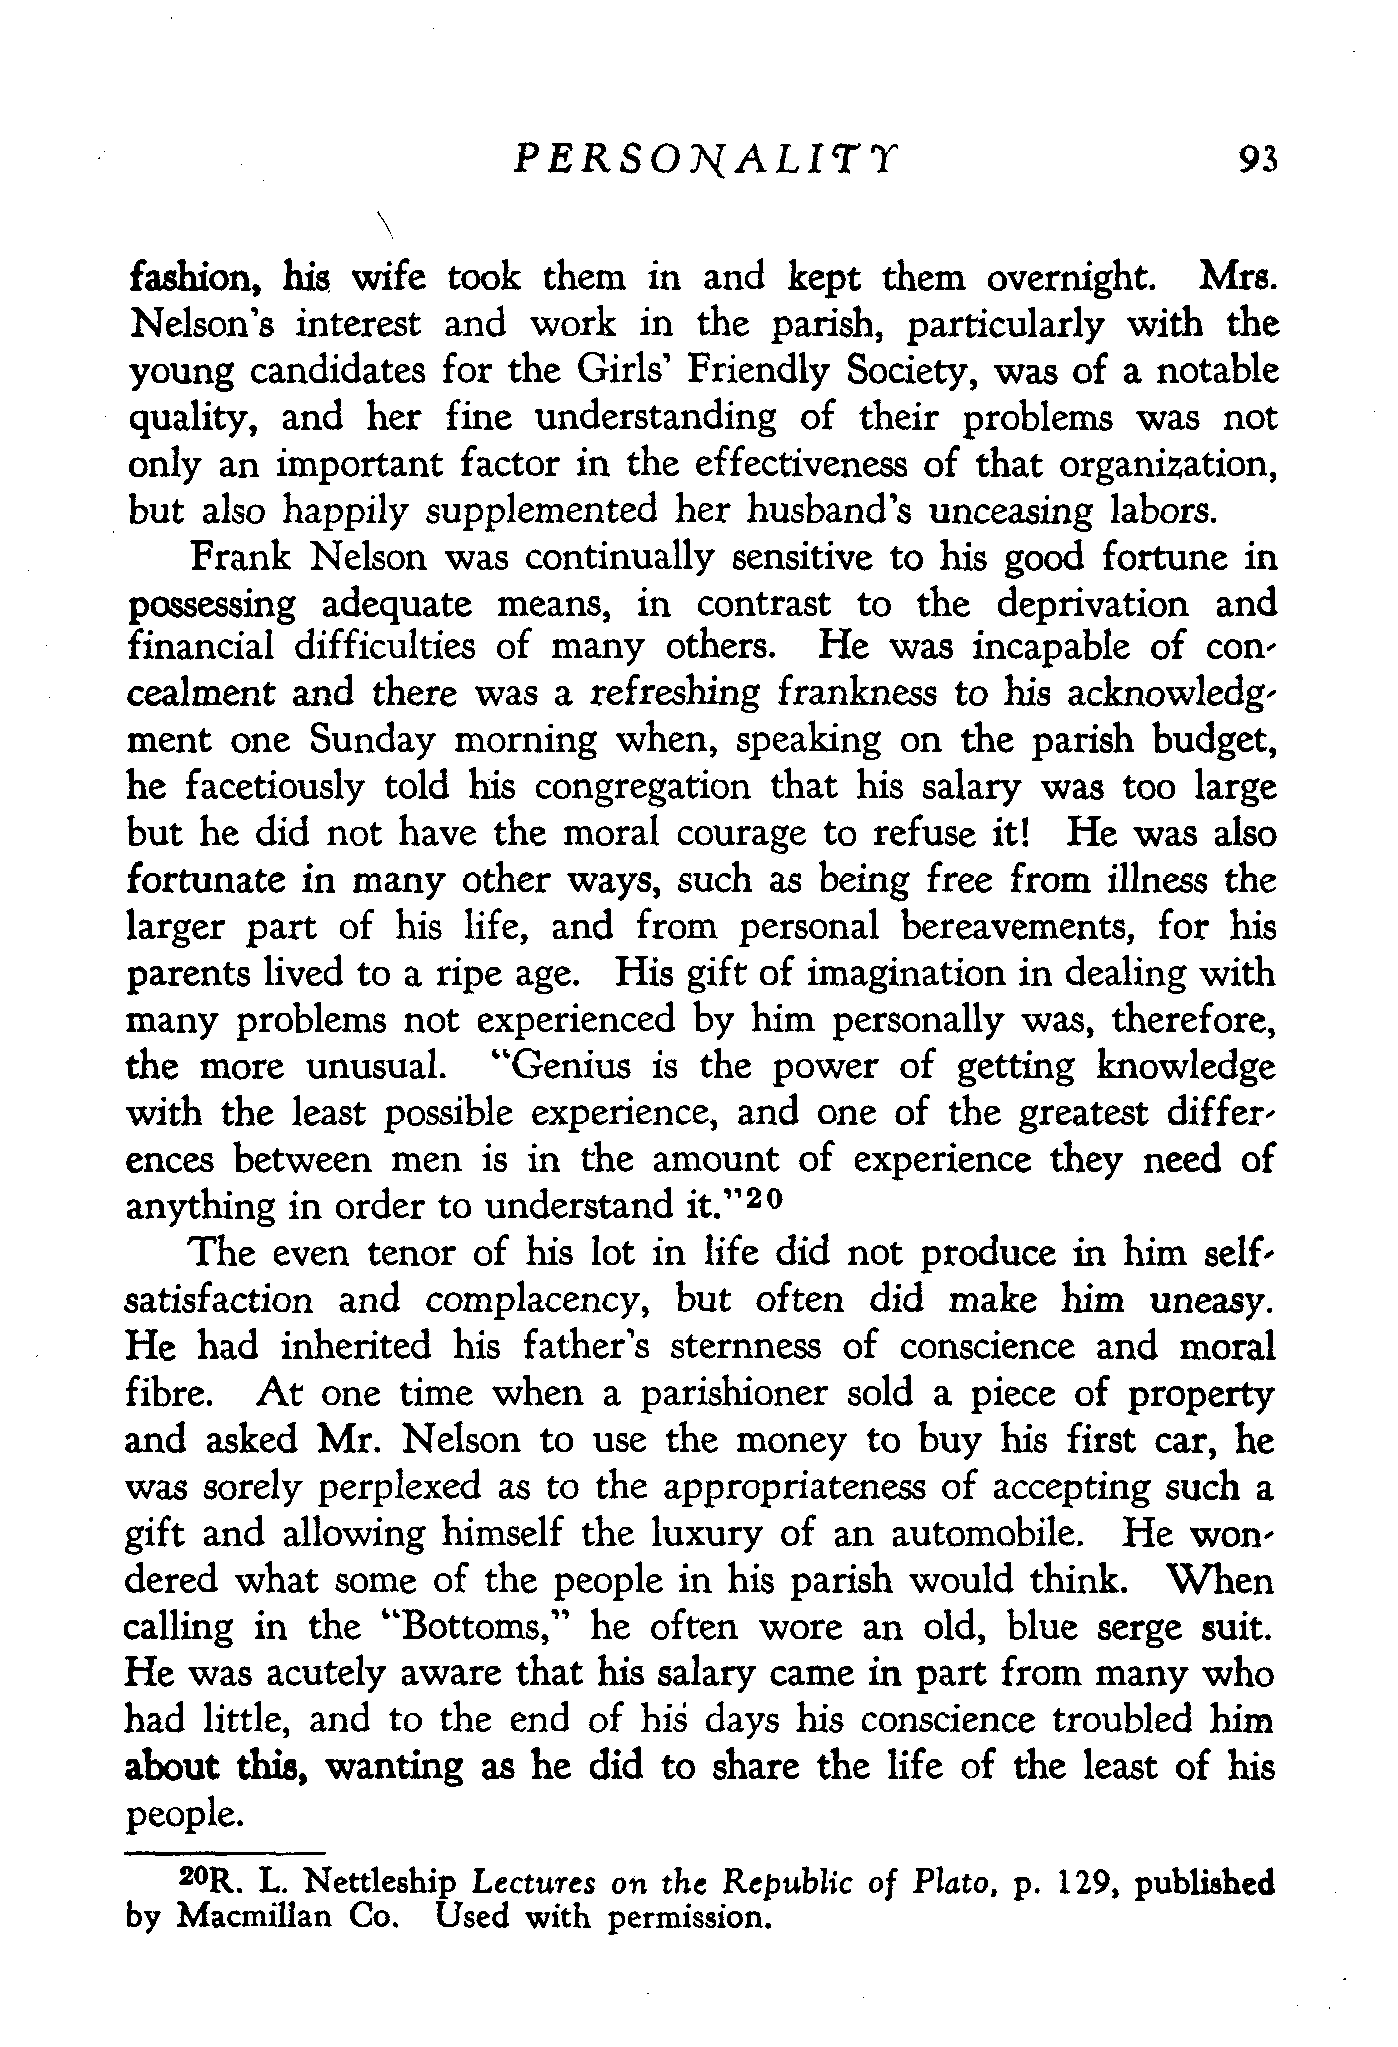 PERSONALITY 93
fashion, his wife took them in and kept them overnight. Mrs.
Nelson's interest and work in the parish, particularly with the
young candidates for the Girls' Friendly Society, was of a notable
quality, and her fine understanding of their problems was not
only an important factor in the effectiveness of that organization,
but also happily supplemented her husband's unceasing labors.
Frank Nelson was continually sensitive to his good fortune in
possessing adequate means, in contrast to the deprivation and
financial difficulties of many others. He was incapable of con-
cealment and there was a refreshing frankness to his acknowledg-
ment one Sunday morning when, speaking on the parish budget,
he facetiously told his congregation that his salary was too large
but he did not have the moral courage to refuse it! He was also
fortunate in many other ways, such as being free from illness the
larger part of his life, and from personal bereavements, for his
parents lived to a ripe age. His gift of imagination in dealing with
many problems not experienced by him personally was, therefore,
the more unusual. "Genius is the power of getting knowledge
with the least possible experience, and one of the greatest differ-
ences between men is in the amount of experience they need of
anything in order to understand it."20
The even tenor of his lot in life did not produce in him self-
satisfaction and complacency, but often did make him uneasy.
He had inherited his father's sternness of conscience and moral
fibre. At one time when a parishioner sold a piece of property
and asked Mr. Nelson to use the money to buy his first car, he
was sorely perplexed as to the appropriateness of accepting such a
gift and allowing himself the luxury of an automobile. He won-
dered what some of the people in his parish would think. When
calling in the "Bottoms," he often wore an old, blue serge suit.
He was acutely aware that his salary came in part from many who
had little, and to the end of his days his conscience troubled him
about this, wanting as he did to share the life of the least of his
people.
20R. L. Nettleship Lectures on the Republic of Plato, p. 129, published
by Macmillan Co. Used with permission.